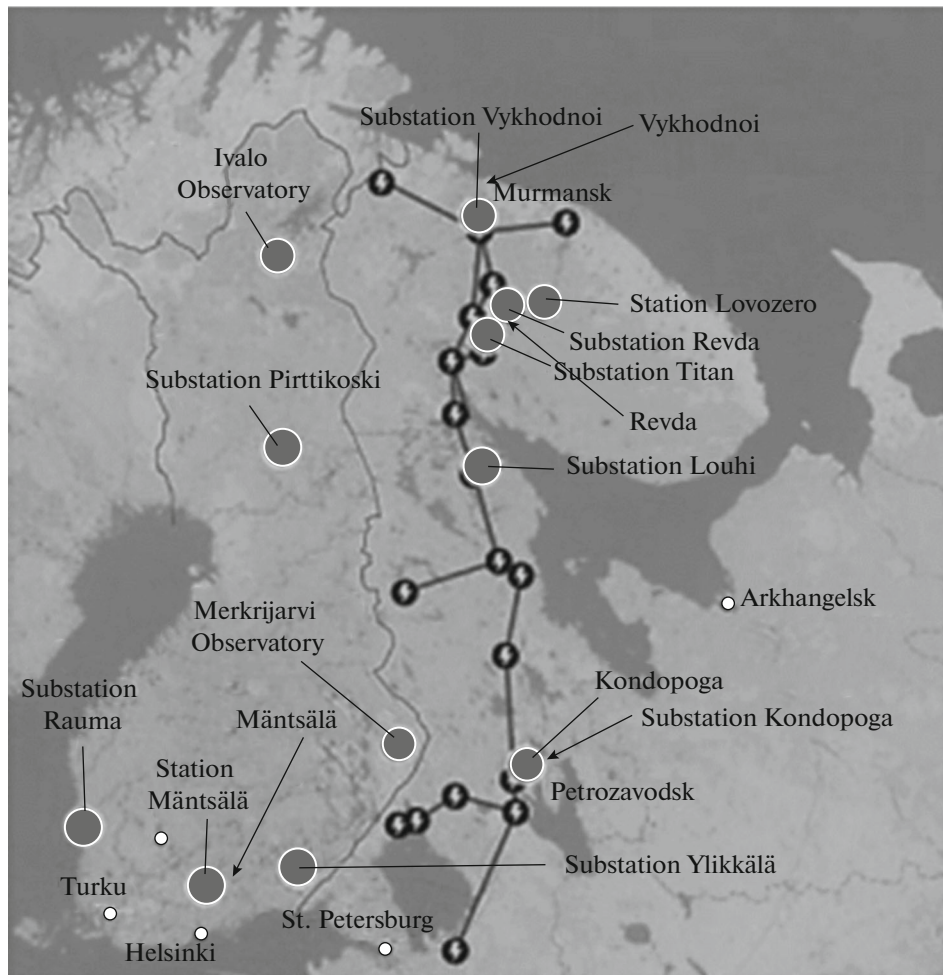 Substation Vykhodnoi
Vykhodnoi
Ivalo
Observatory
Murmansk
Station Lovozero
Substation Revda
Substation Titan
Substation Pirttikoski
Revda
Substation Louhi
Arkhangelsk
Merkrijarvi
Observatory
Kondopoga
Substation
Rauma
Mäntsälä
Substation Kondopoga
Station
Mäntsälä
Petrozavodsk
Substation Ylikkälä
Turku
St. Petersburg
Helsinki